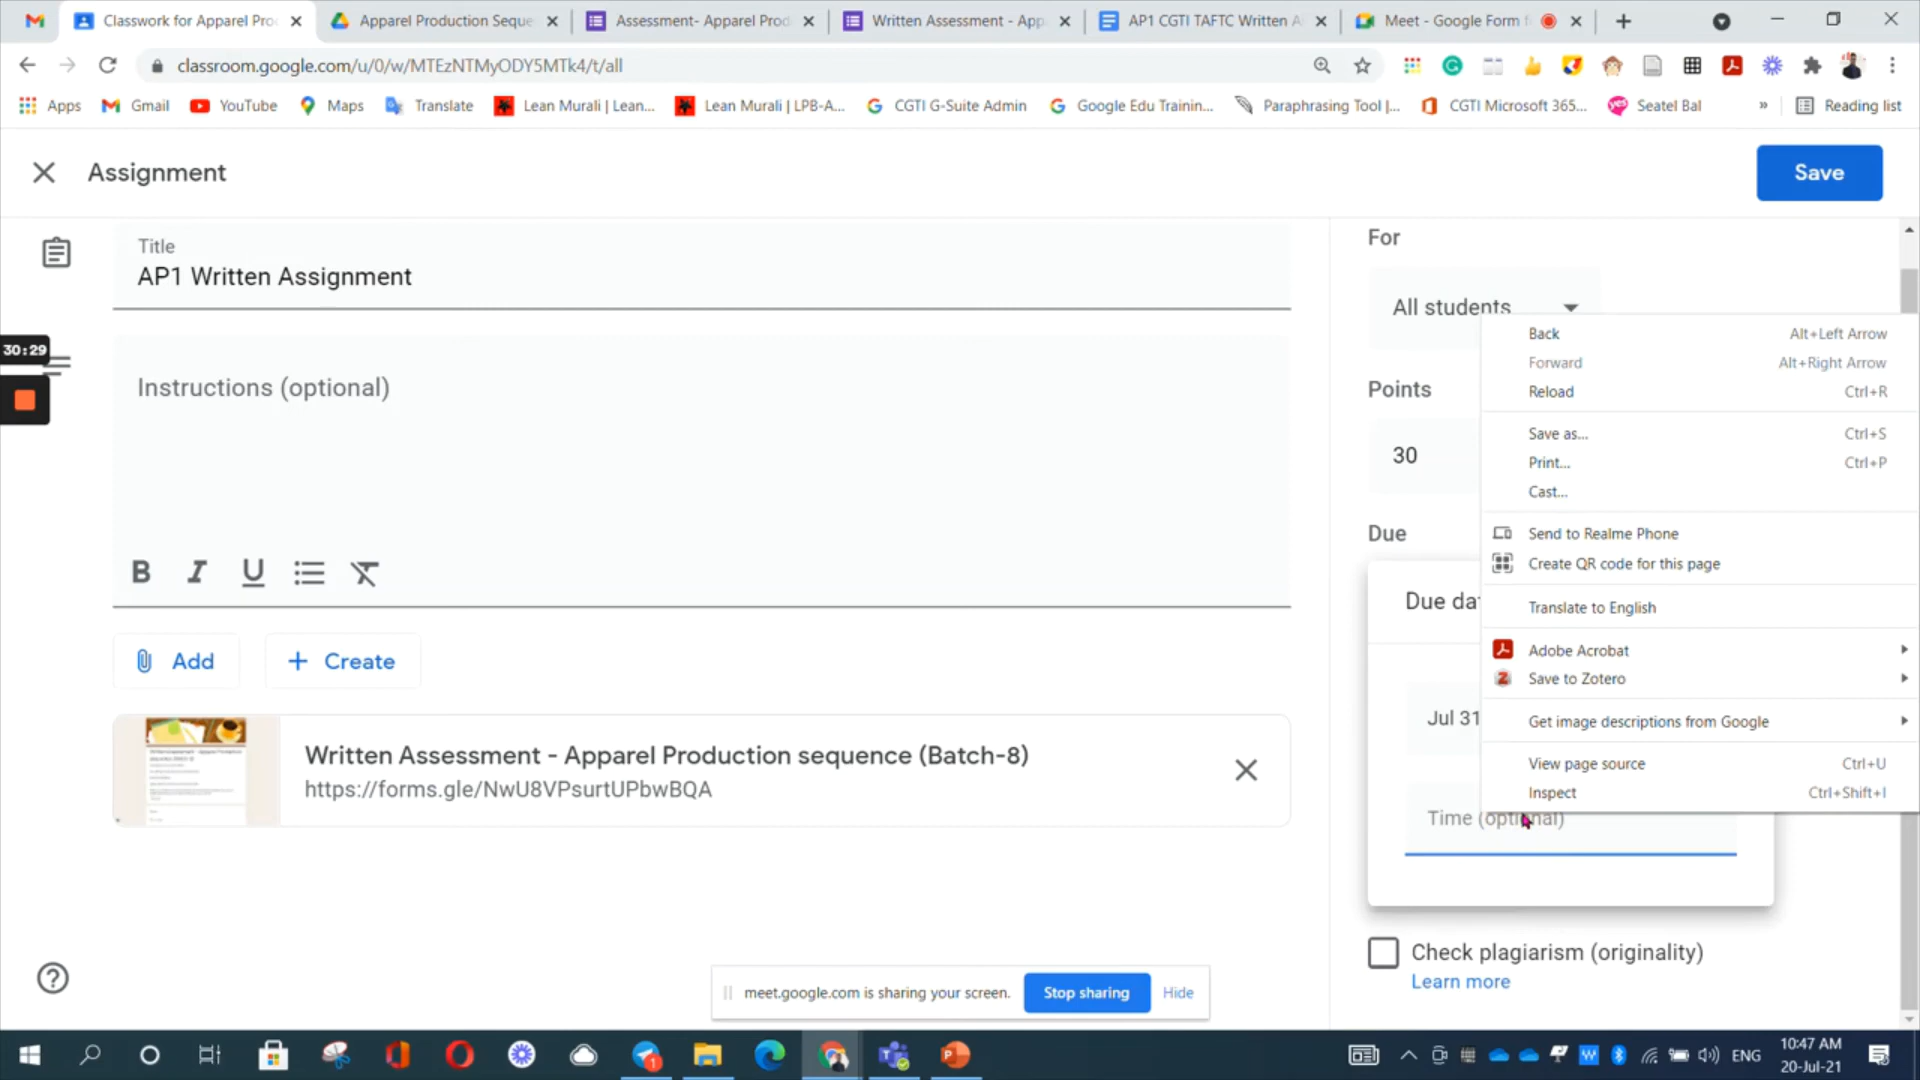 Classwork for Apparel Pro
Apparel Production Seque
Assessment- Apparel Prod
Written Assessment - App
AP1 CGTI TAFTC Written A
Meet - Google Form f
classroom.google.com/u/0/w/MTEzNTMyODY5MTk4/t/all
Apps
Gmail
YouTube
Maps
Translate
Lean Murali | Lean...
Lean Murali | LPB-A...
CGTI G-Suite Admin
Google Edu Trainin...
Paraphrasing Tool |...
CGTI Microsoft 365...
Seatel Bal
»
Reading list
Assignment
Save
Title
AP1 Written Assignment
For
All students
30:29
Instructions (optional)
Points
30
Due
Due dat
Jul 31
Time (optional)
Back Alt+Left Arrow
Forward Alt+Right Arrow
Reload Ctrl+R
Save as... Ctrl+S
Print... Ctrl+P
Cast...
Send to Realme Phone
Create QR code for this page
Translate to English
Adobe Acrobat
Save to Zotero
Get image descriptions from Google
View page source Ctrl+U
Inspect Ctrl+Shift+I
B I U
Add
Create
Written Assessment - Apparel Production sequence (Batch-8)
https://forms.gle/NwU8VPsurtUPbwBQA
Check plagiarism (originality)
Learn more
meet.google.com is sharing your screen.
Stop sharing
Hide
ENG
10:47 AM
20-Jul-21